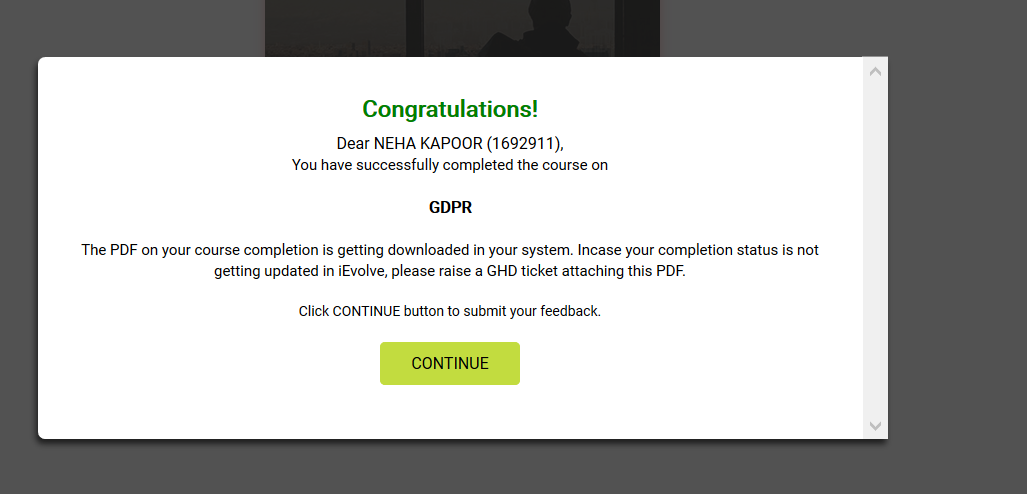 Congratulations!
Dear NEHA KAPOOR (1692911),
You have successfully completed the course on
GDPR
The PDF on your course completion is getting downloaded in your system. Incase your completion status is not
getting updated in iEvolve, please raise a GHD ticket attaching this PDF.
Click CONTINUE button to submit your feedback.
CONTINUE